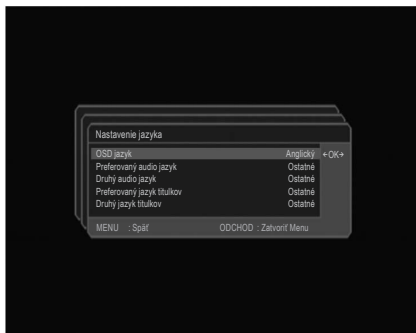 Nastavenie jazyka
OSD jazyk Anglický ←OK→
Preferovaný audio jazyk Ostatné
Druhý audio jazyk Ostatné
Preferovaný jazyk titulkov Ostatné
Druhý jazyk titulkov Ostatné
MENU : Späť ODCHOD : Zatvoriť Menu